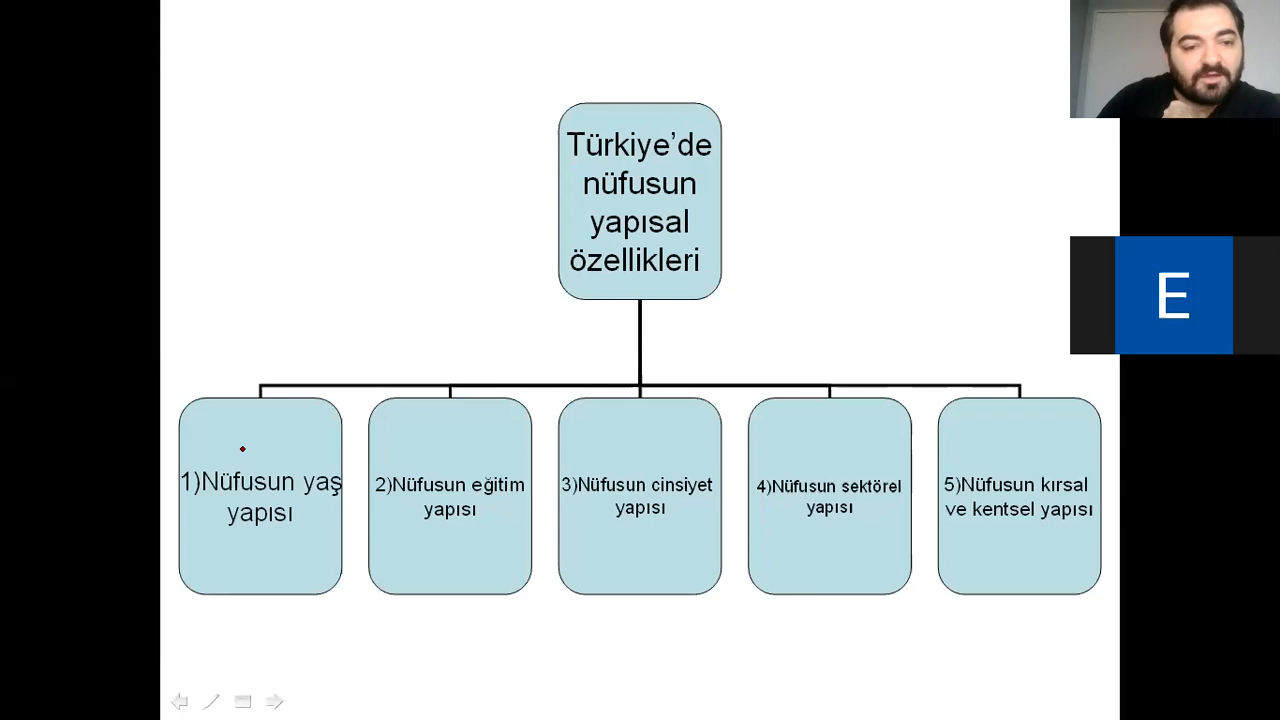 Türkiye’de
nüfusun
yapısal
özellikleri
1)Nüfusun yaş
yapısı
2)Nüfusun eğitim
yapısı
3)Nüfusun cinsiyet
yapısı
4)Nüfusun sektörel
yapısı
5)Nüfusun kırsal
ve kentsel yapısı
E